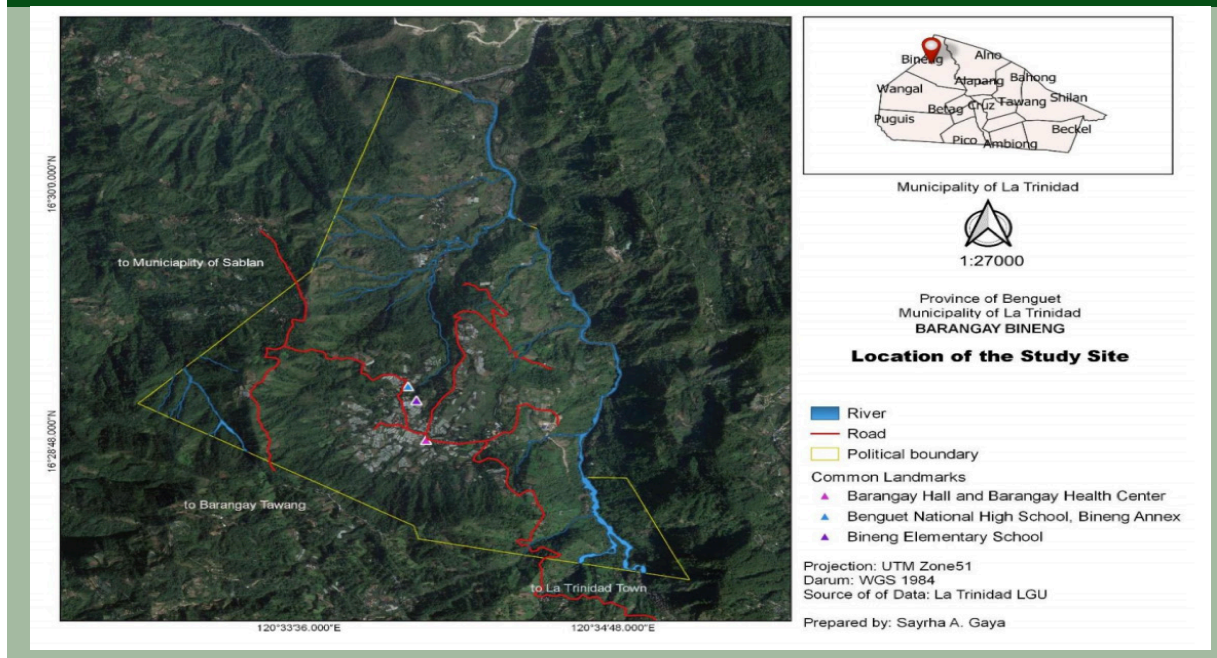 16°30'0.000"N
16°28'48.000"N
to Municiaplity of Sablan
to Barangay Tawang
to La Trinidad Town
120°33'36.000"E
120°34'48.000"E
Bineng
Alno
Wangal
Alapang
Bahong
Shilan
Puguis
Betag
Cruz
Tawang
Beckel
Pico
Ambiong
Municipality of La Trinidad
1:27000
Province of Benguet
Municipality of La Trinidad
BARANGAY BINENG
Location of the Study Site
River
Road
Political boundary
Common Landmarks
Barangay Hall and Barangay Health Center
Benguet National High School, Bineng Annex
Bineng Elementary School
Projection: UTM Zone51
Darum: WGS 1984
Source of of Data: La Trinidad LGU
Prepared by: Sayrha A. Gaya